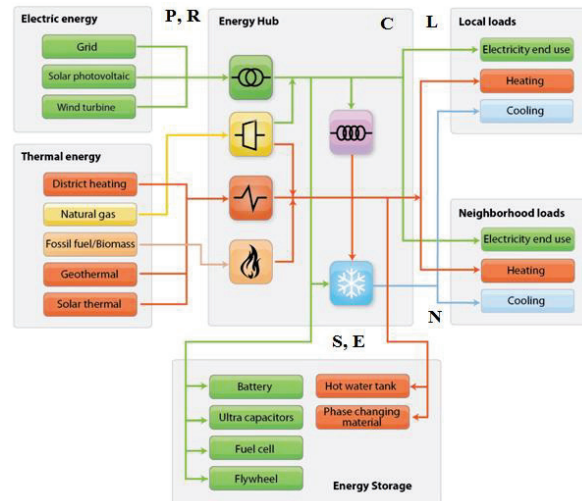 Electric energy
Grid
Solar photovoltaic
Wind turbine
P, R
Energy Hub
C
L
Local loads
Electricity end use
Heating
Cooling
Thermal energy
District heating
Natural gas
Fossil fuel/Biomass
Geothermal
Solar thermal
Neighborhood loads
Electricity end use
Heating
Cooling
N
S, E
Battery
Ultra capacitors
Fuel cell
Flywheel
Hot water tank
Phase changing
material
Energy Storage